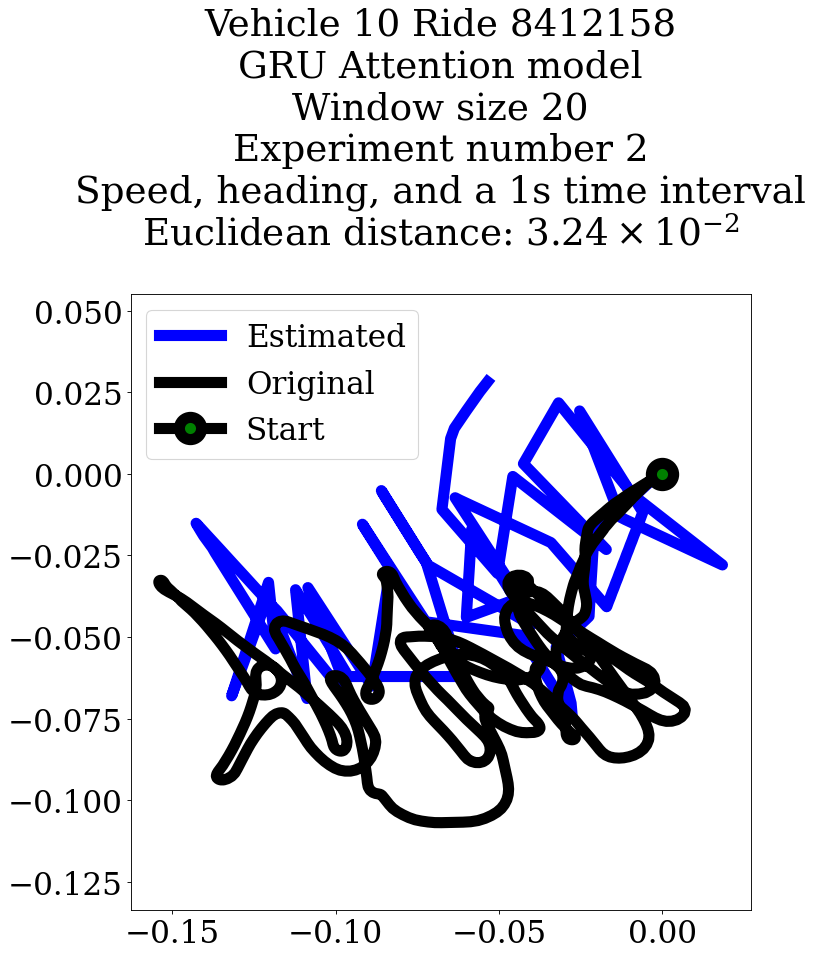 Vehicle 10 Ride 8412158
GRU Attention model
Window size 20
Experiment number 2
Speed, heading, and a 1s time interval
Euclidean distance: 3.24 × 10⁻²
Estimated
Original
Start
0.050
0.025
0.000
−0.025
−0.050
−0.075
−0.100
−0.125
−0.15 −0.10 −0.05 0.00